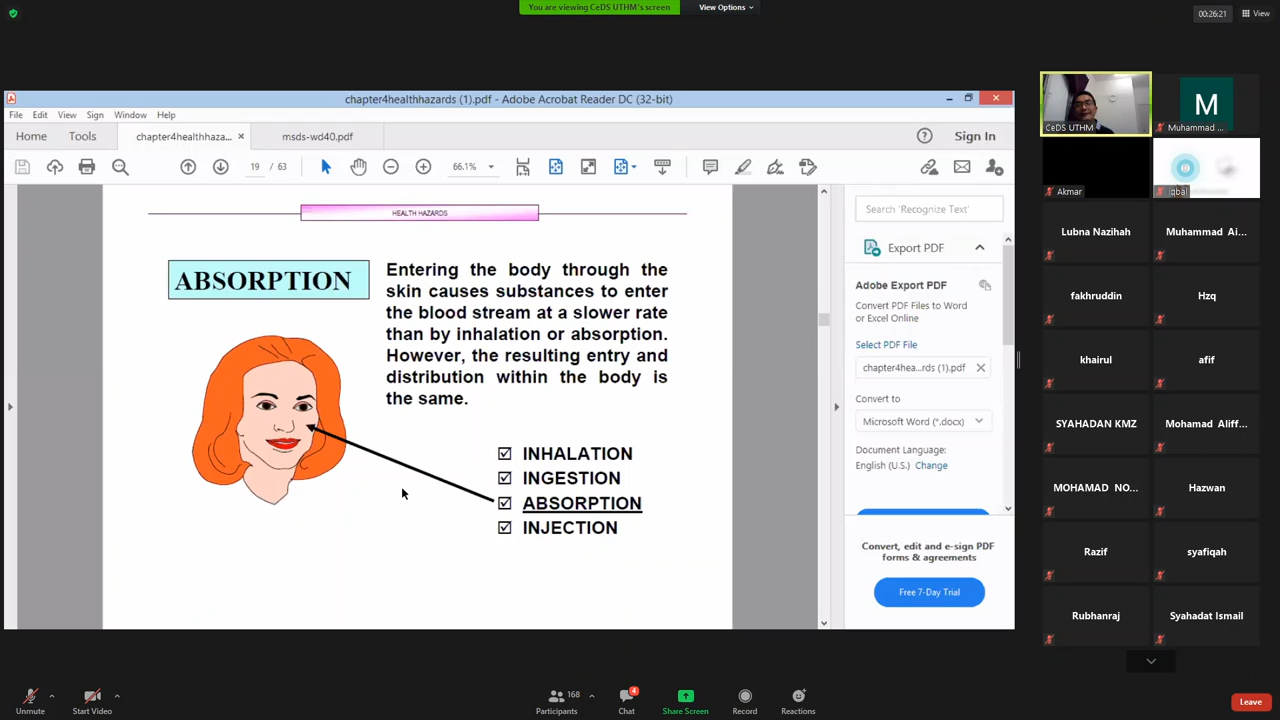 You are viewing CeDS UTHM's screen
View Options
00:26:21
View
chapter4healthhazards (1).pdf - Adobe Acrobat Reader DC (32-bit)
File Edit View Sign Window Help
Home
Tools
chapter4healthhaza...
msds-wd40.pdf
Sign In
19 / 63
66.1%
HEALTH HAZARDS
ABSORPTION
Entering the body through the
skin causes substances to enter
the blood stream at a slower rate
than by inhalation or absorption.
However, the resulting entry and
distribution within the body is
the same.
INHALATION
INGESTION
ABSORPTION
INJECTION
Search 'Recognize Text'
Export PDF
Adobe Export PDF
Convert PDF Files to Word
or Excel Online
Select PDF File
chapter4hea...rds (1).pdf
Convert to
Microsoft Word (*.docx)
Document Language:
English (U.S.) Change
Convert, edit and e-sign PDF
forms & agreements
Free 7-Day Trial
CeDS UTHM
M
Muhammad ...
Akmar
iqbal
Lubna Nazihah
Muhammad Ai...
fakhruddin
Hzq
khairul
afif
SYAHADAN KMZ
Mohamad Aliff...
MOHAMAD NO...
Hazwan
Razif
syafiqah
Rubhanraj
Syahadat Ismail
Unmute
Start Video
168
Participants
4
Chat
Share Screen
Record
Reactions
Leave